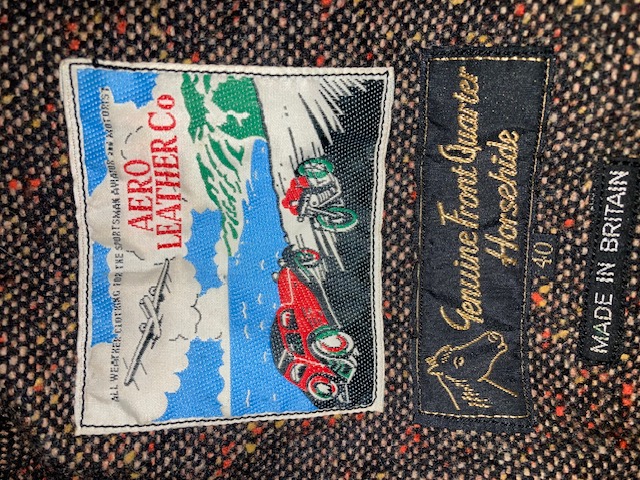 ALL WEATHER CLOTHING FOR THE SPORTSMAN AVIATOR AND MOTORIST
AERO
LEATHER CO
Genuine Front Quarter
Horsehide
40
MADE IN BRITAIN